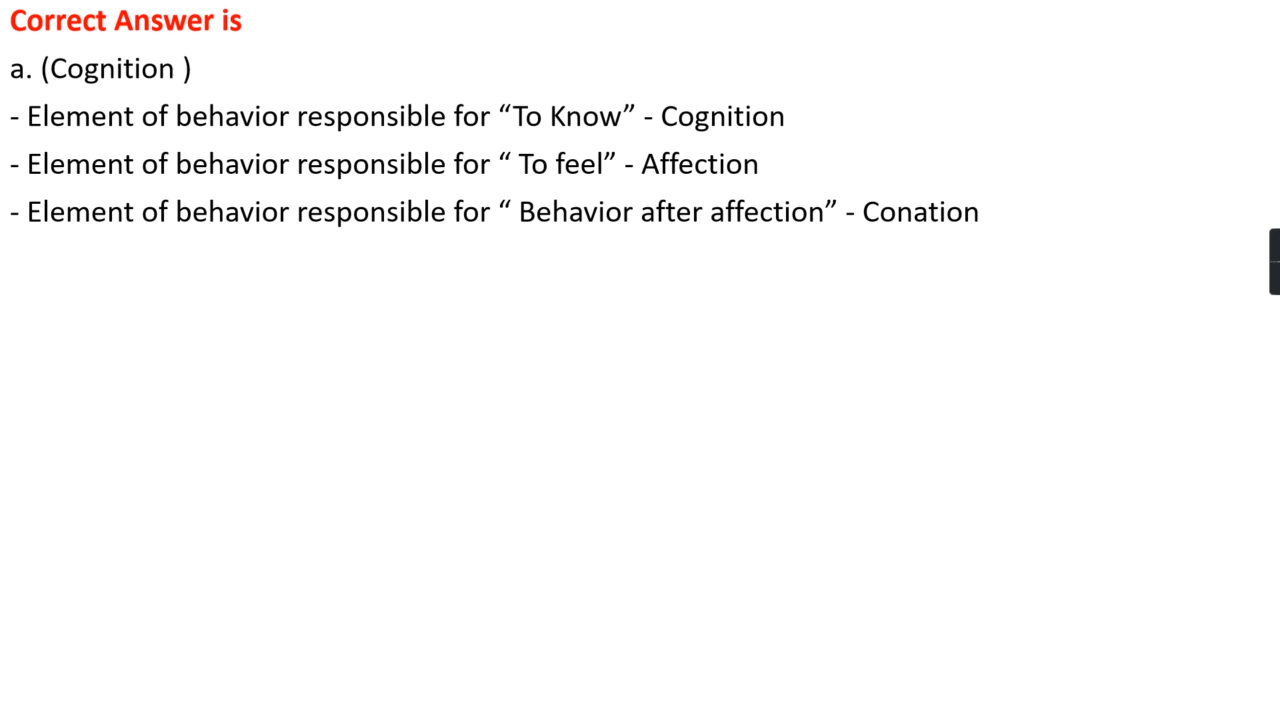 Correct Answer is
a. (Cognition )
- Element of behavior responsible for “To Know” - Cognition
- Element of behavior responsible for “ To feel” - Affection
- Element of behavior responsible for “ Behavior after affection” - Conation